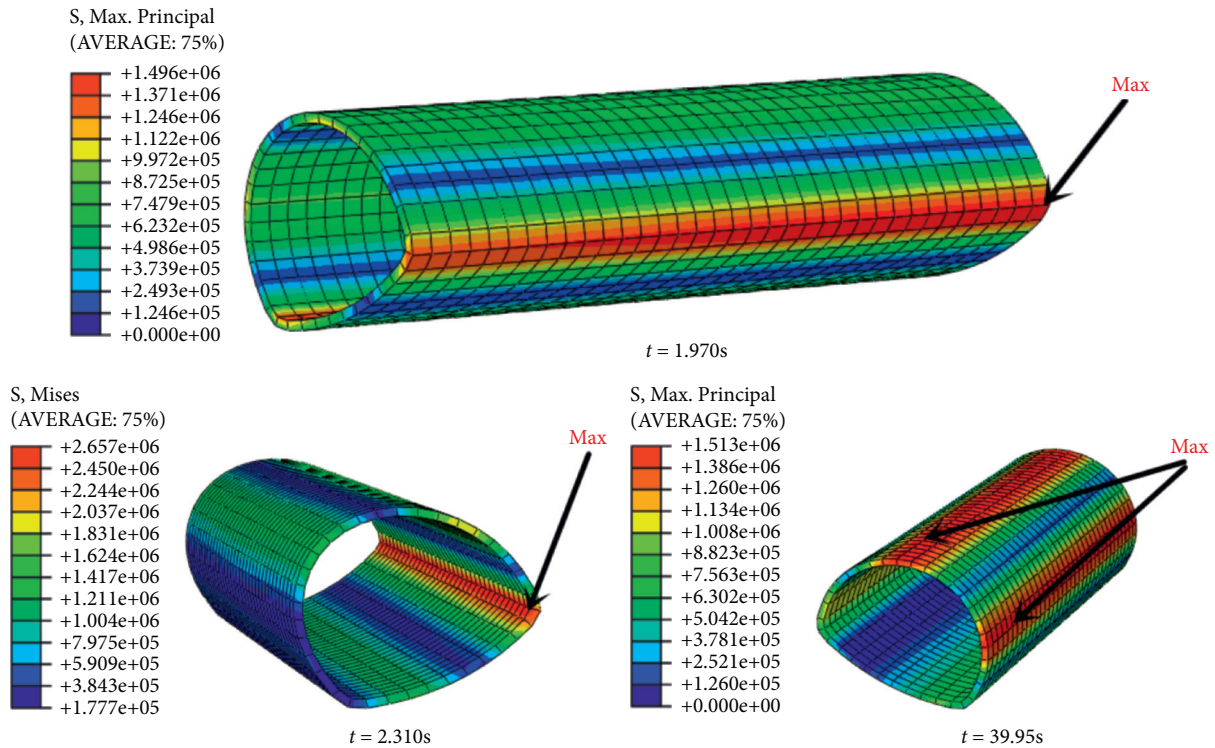 S, Max. Principal
(AVERAGE: 75%)
+1.496e+06
+1.371e+06
+1.246e+06
+1.122e+06
+9.972e+05
+8.725e+05
+7.479e+05
+6.232e+05
+4.986e+05
+3.739e+05
+2.493e+05
+1.246e+05
+0.000e+00
Max
t = 1.970s
S, Mises
(AVERAGE: 75%)
+2.657e+06
+2.450e+06
+2.244e+06
+2.037e+06
+1.831e+06
+1.624e+06
+1.417e+06
+1.211e+06
+1.004e+06
+7.975e+05
+5.909e+05
+3.843e+05
+1.777e+05
Max
t = 2.310s
S, Max. Principal
(AVERAGE: 75%)
+1.513e+06
+1.386e+06
+1.260e+06
+1.134e+06
+1.008e+06
+8.823e+05
+7.563e+05
+6.302e+05
+5.042e+05
+3.781e+05
+2.521e+05
+1.260e+05
+0.000e+00
Max
t = 39.95s